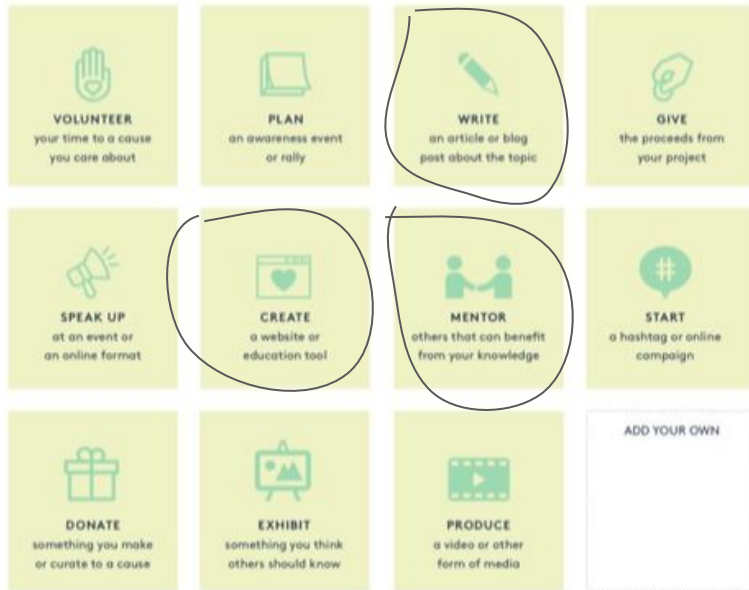 VOLUNTEER
your time to a cause
you care about
PLAN
an awareness event
or rally
WRITE
an article or blog
post about the topic
GIVE
the proceeds from
your project
SPEAK UP
at an event or
an online format
CREATE
a website or
education tool
MENTOR
others that can benefit
from your knowledge
#
START
a hashtag or online
campaign
DONATE
something you make
or curate to a cause
EXHIBIT
something you think
others should know
PRODUCE
a video or other
form of media
ADD YOUR OWN